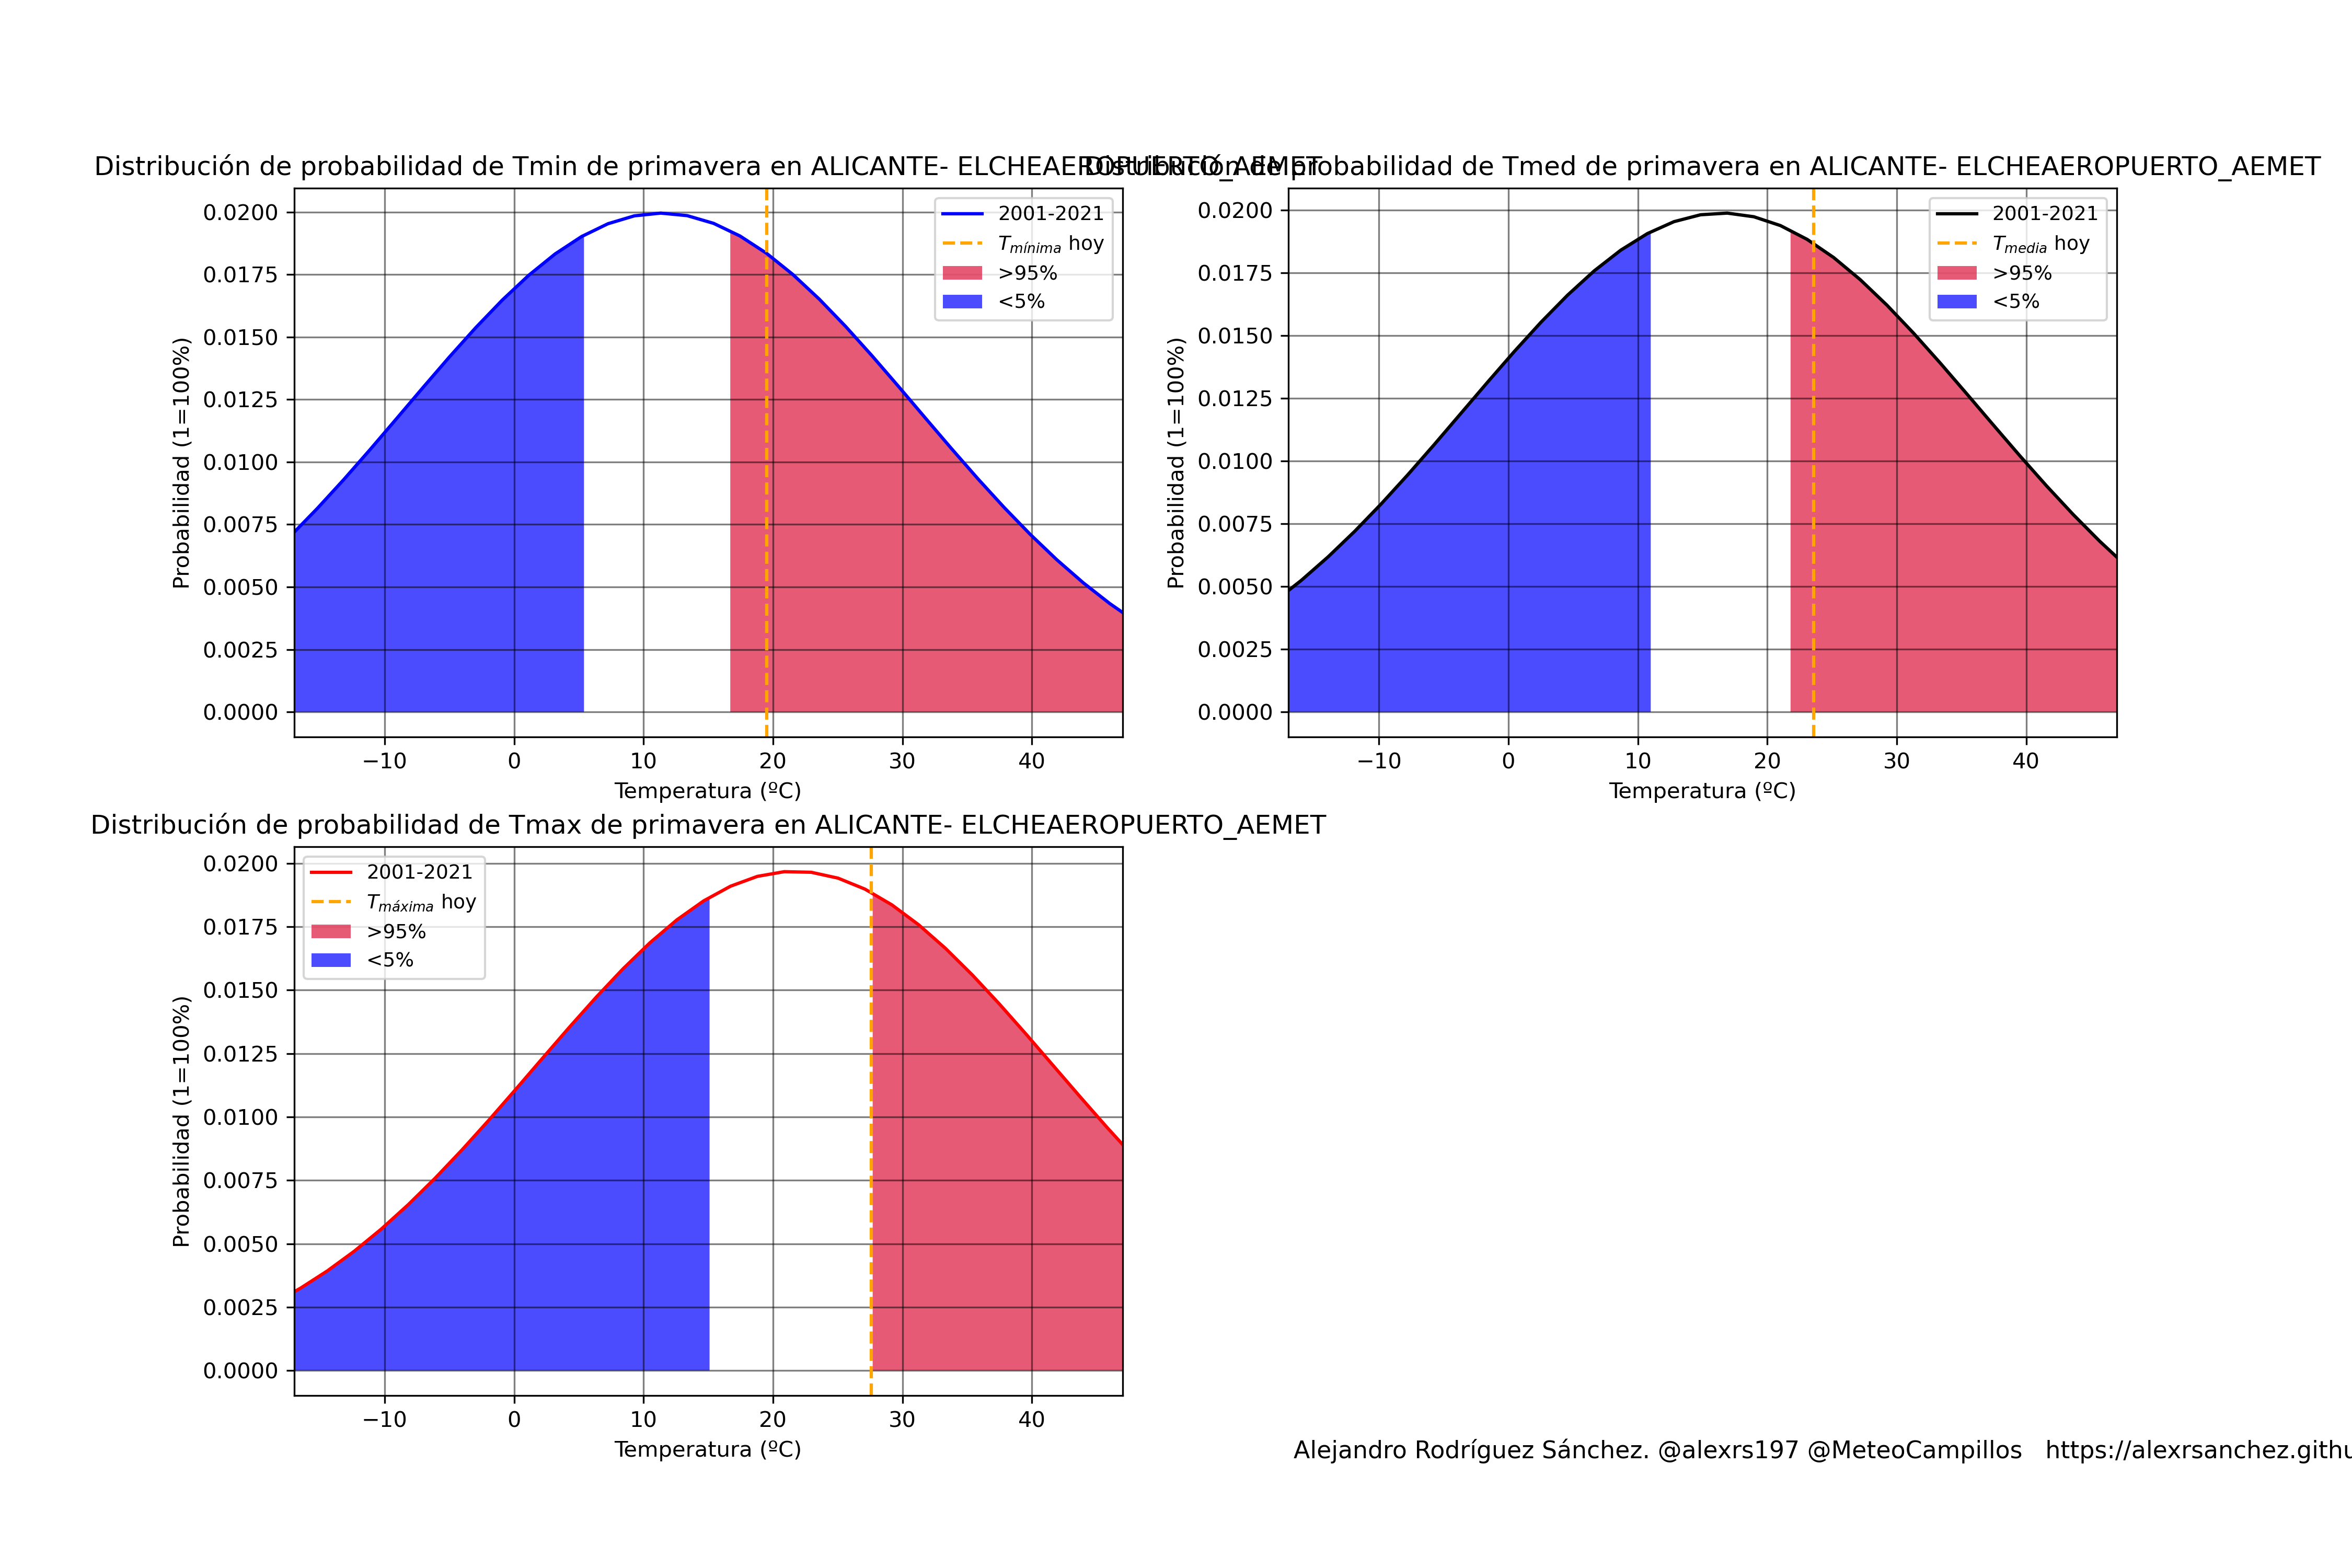 Distribución de probabilidad de Tmin de primavera en ALICANTE- ELCHEAEROPUERTO_AEMET
0.0200
0.0175
0.0150
0.0125
0.0100
0.0075
0.0050
0.0025
0.0000
Probabilidad (1=100%)
2001-2021
Tmínima hoy
>95%
<5%
−10 0 10 20 30 40
Temperatura (ºC)
Distribución de probabilidad de Tmed de primavera en ALICANTE- ELCHEAEROPUERTO_AEMET
0.0200
0.0175
0.0150
0.0125
0.0100
0.0075
0.0050
0.0025
0.0000
Probabilidad (1=100%)
2001-2021
Tmedia hoy
>95%
<5%
−10 0 10 20 30 40
Temperatura (ºC)
Distribución de probabilidad de Tmax de primavera en ALICANTE- ELCHEAEROPUERTO_AEMET
0.0200
0.0175
0.0150
0.0125
0.0100
0.0075
0.0050
0.0025
0.0000
Probabilidad (1=100%)
2001-2021
Tmáxima hoy
>95%
<5%
−10 0 10 20 30 40
Temperatura (ºC)
Alejandro Rodríguez Sánchez. @alexrs197 @MeteoCampillos https://alexrsanchez.githu